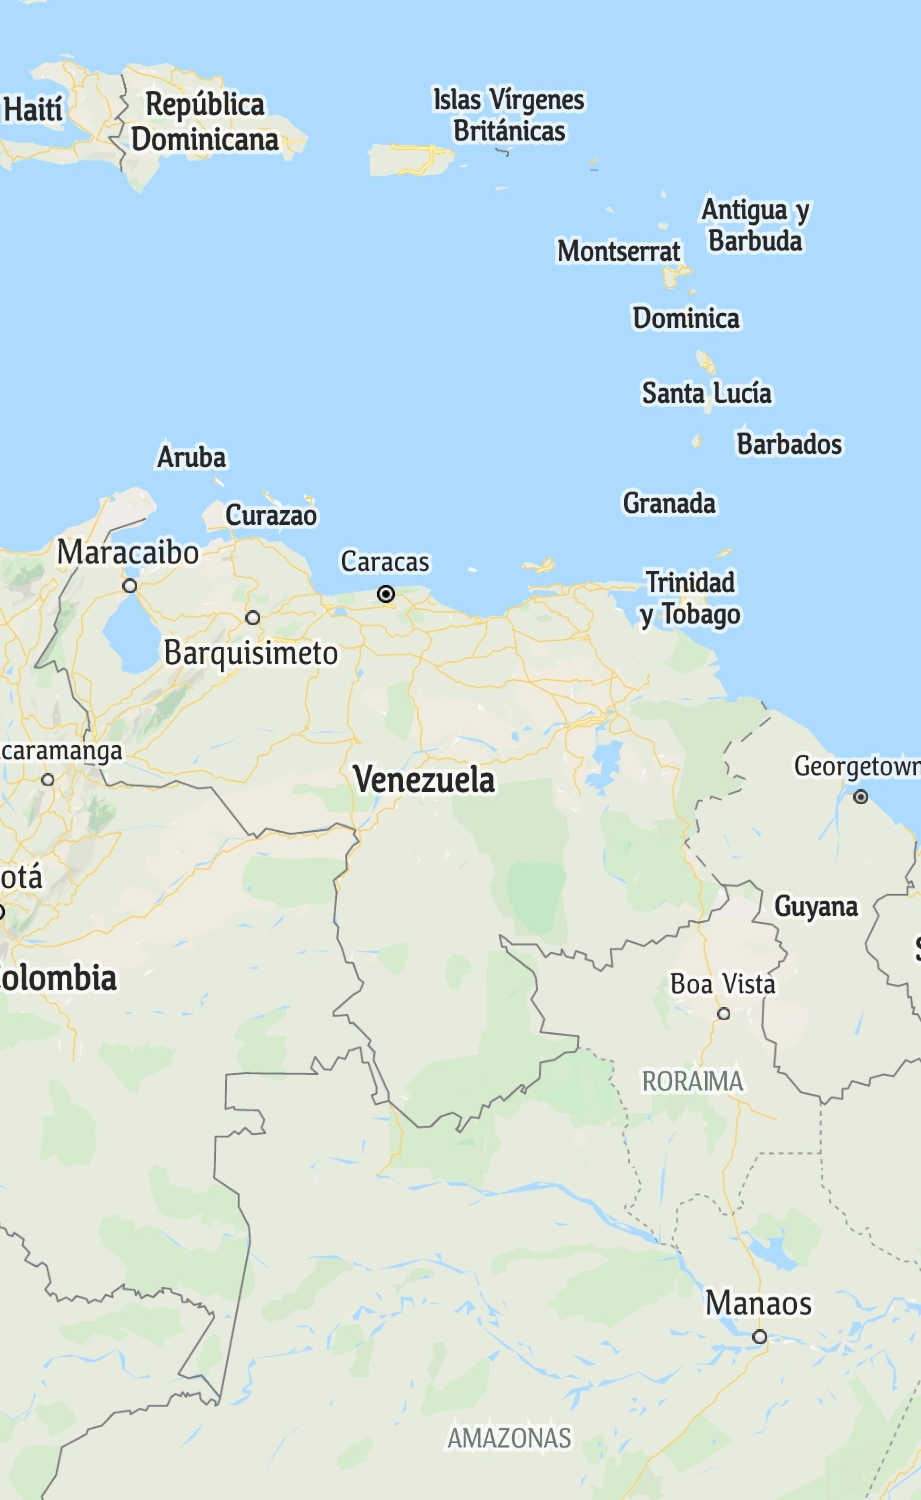 Islas Vírgenes
Británicas
Haití
República
Dominicana
Antigua y
Barbuda
Montserrat
Dominica
Santa Lucía
Barbados
Aruba
Granada
Curazao
Maracaibo
Caracas
Trinidad
y Tobago
Barquisimeto
caramanga
Venezuela
Georgetown
otá
Guyana
S
olombia
Boa Vista
RORAIMA
Manaos
AMAZONAS